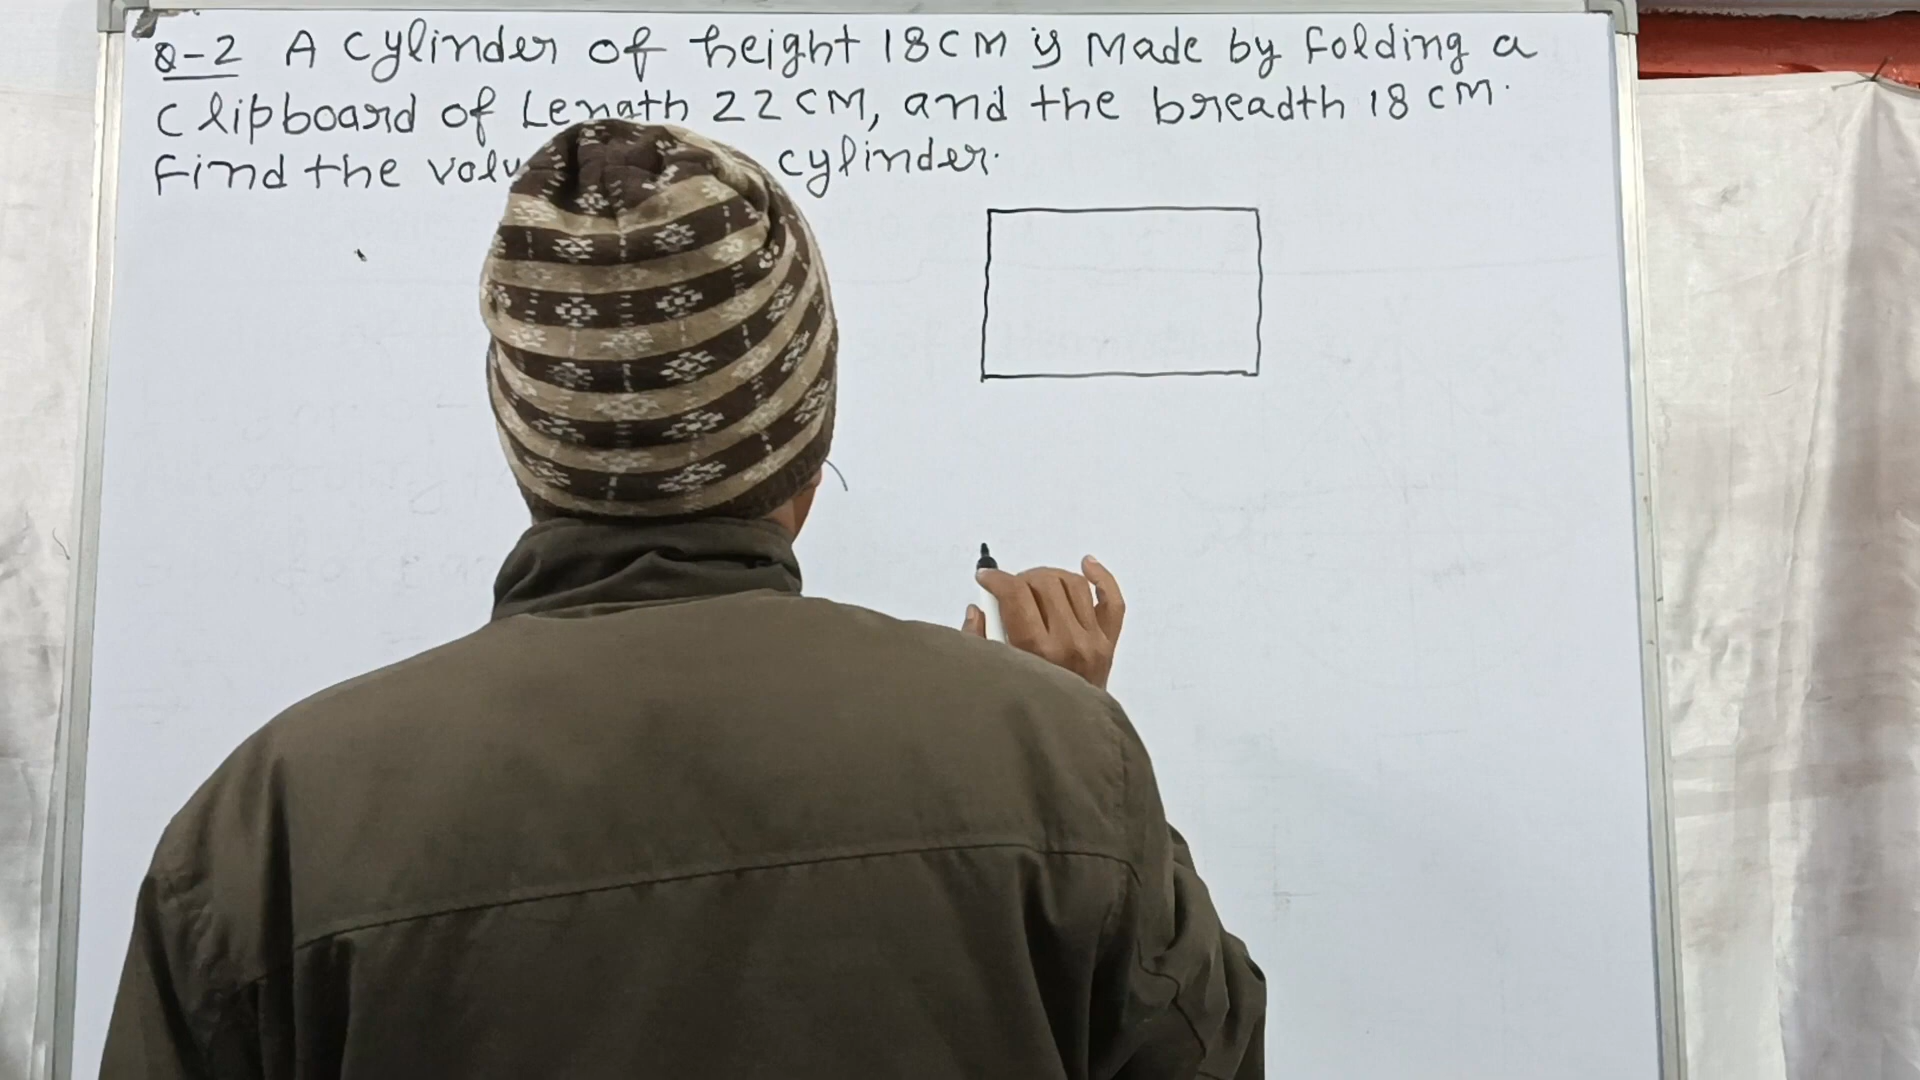 Q-2 A cylinder of height 18CM is Made by Folding a
clipboard of Length 22CM, and the breadth 18 CM.
Find the cylinder.